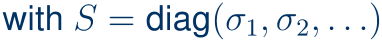 with S = diag(σ₁, σ₂, . . .)